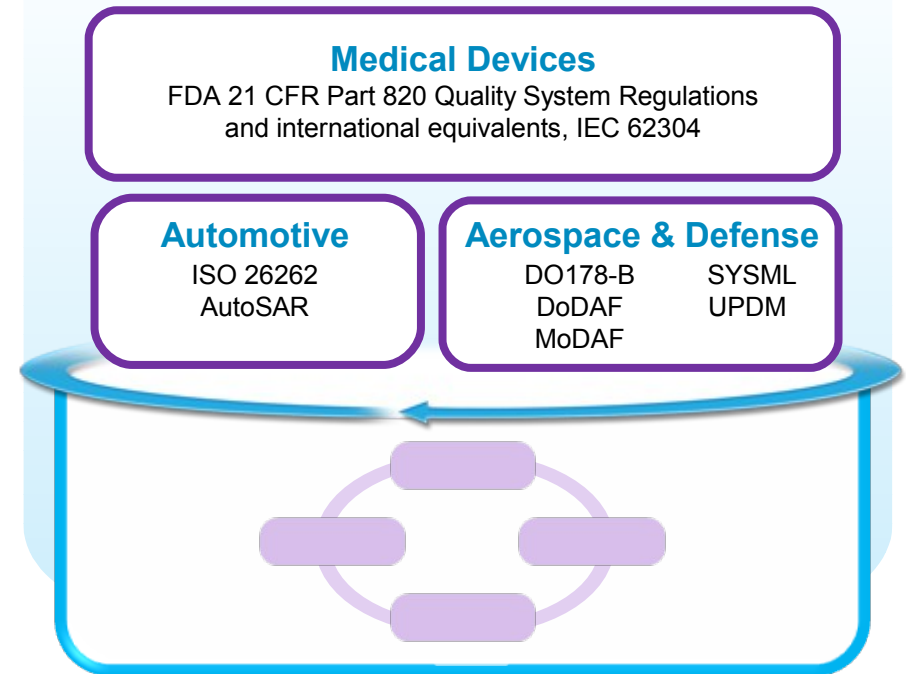 Medical Devices
FDA 21 CFR Part 820 Quality System Regulations
and international equivalents, IEC 62304
Automotive
ISO 26262
AutoSAR
Aerospace & Defense
DO178-B SYSML
DoDAF UPDM
MoDAF